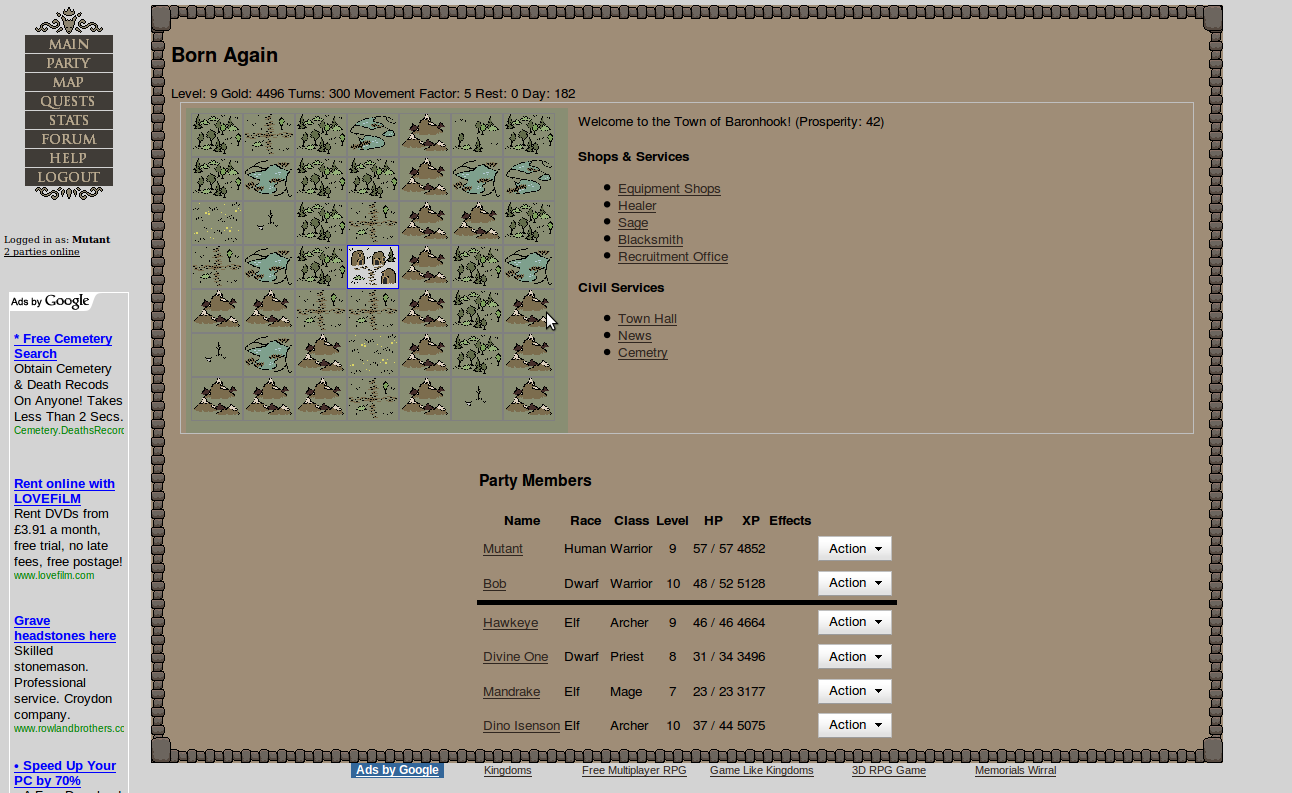 MAIN
PARTY
MAP
QUESTS
STATS
FORUM
HELP
LOGOUT
Logged in as: Mutant
2 parties online
Ads by Google
* Free Cemetery
Search
Obtain Cemetery
& Death Recods
On Anyone! Takes
Less Than 2 Secs.
Cemetery.DeathsRecord
Rent online with
LOVEFiLM
Rent DVDs from
£3.91 a month,
free trial, no late
fees, free postage!
www.lovefilm.com
Grave
headstones here
Skilled
stonemason.
Professional
service. Croydon
company.
www.rowlandbrothers.co
• Speed Up Your
PC by 70%
Born Again
Level: 9 Gold: 4496 Turns: 300 Movement Factor: 5 Rest: 0 Day: 182
Welcome to the Town of Baronhook! (Prosperity: 42)
Shops & Services
• Equipment Shops
• Healer
• Sage
• Blacksmith
• Recruitment Office
Civil Services
• Town Hall
• News
• Cemetry
Party Members
Name Race Class Level HP XP Effects
Mutant Human Warrior 9 57 / 57 4852 Action
Bob Dwarf Warrior 10 48 / 52 5128 Action
Hawkeye Elf Archer 9 46 / 46 4664 Action
Divine One Dwarf Priest 8 31 / 34 3496 Action
Mandrake Elf Mage 7 23 / 23 3177 Action
Dino Isenson Elf Archer 10 37 / 44 5075 Action
Ads by Google Kingdoms Free Multiplayer RPG Game Like Kingdoms 3D RPG Game Memorials Wirral